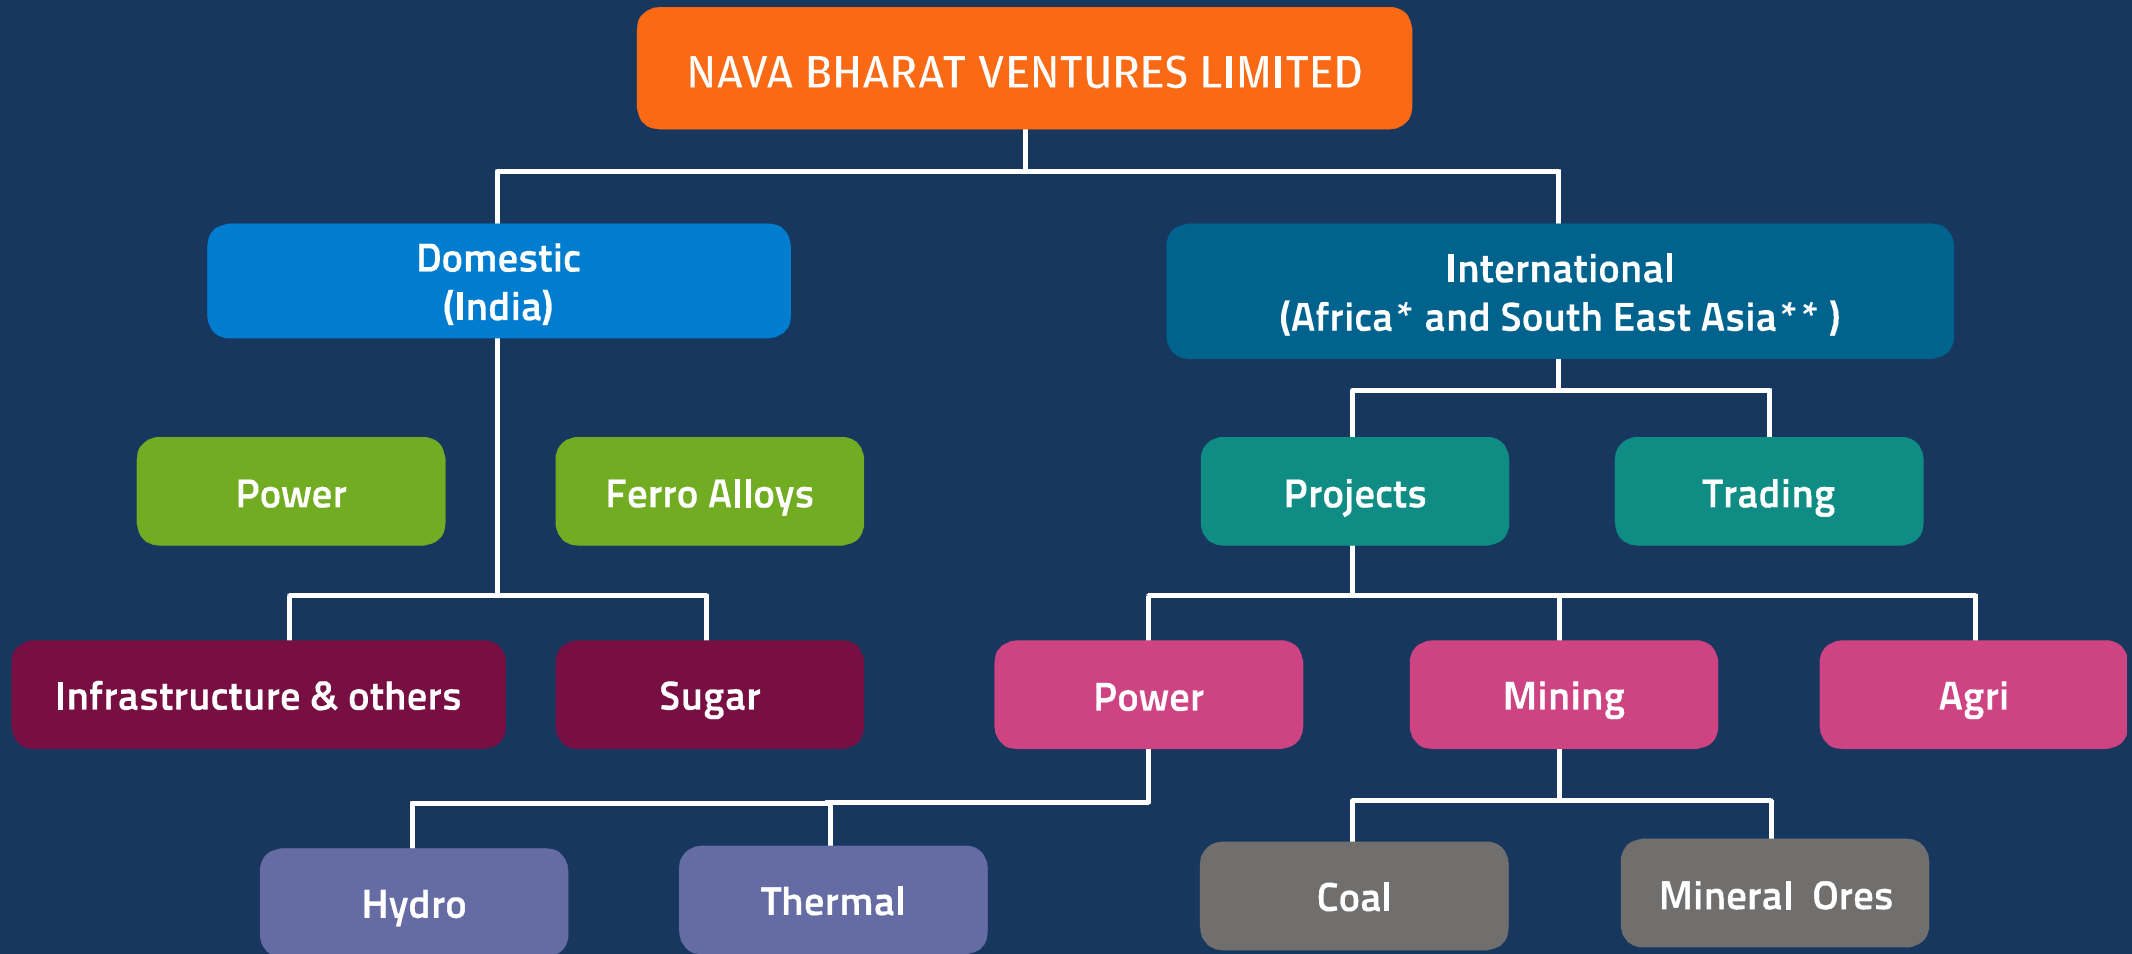 NAVA BHARAT VENTURES LIMITED
Domestic
(India)
International
(Africa* and South East Asia** )
Power
Ferro Alloys
Projects
Trading
Infrastructure & others
Sugar
Power
Mining
Agri
Hydro
Thermal
Coal
Mineral Ores